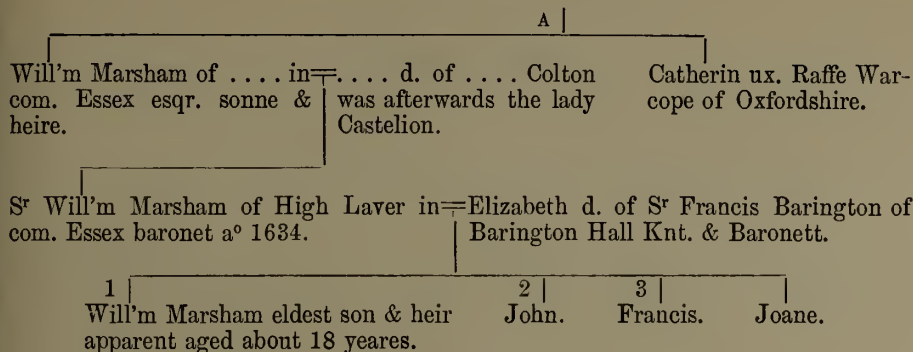 A
Will'm Marsham of .... in
com. Essex esqr. sonne &
heire.
.... d. of .... Colton
was afterwards the lady
Castelion.
Catherin ux. Raffe War-
cope of Oxfordshire.
Sr Will'm Marsham of High Laver in
com. Essex baronet aº 1634.
Elizabeth d. of Sr Francis Barington of
Barington Hall Knt. & Baronett.
1
Will'm Marsham eldest son & heir
apparent aged about 18 yeares.
2
John.
3
Francis.
Joane.